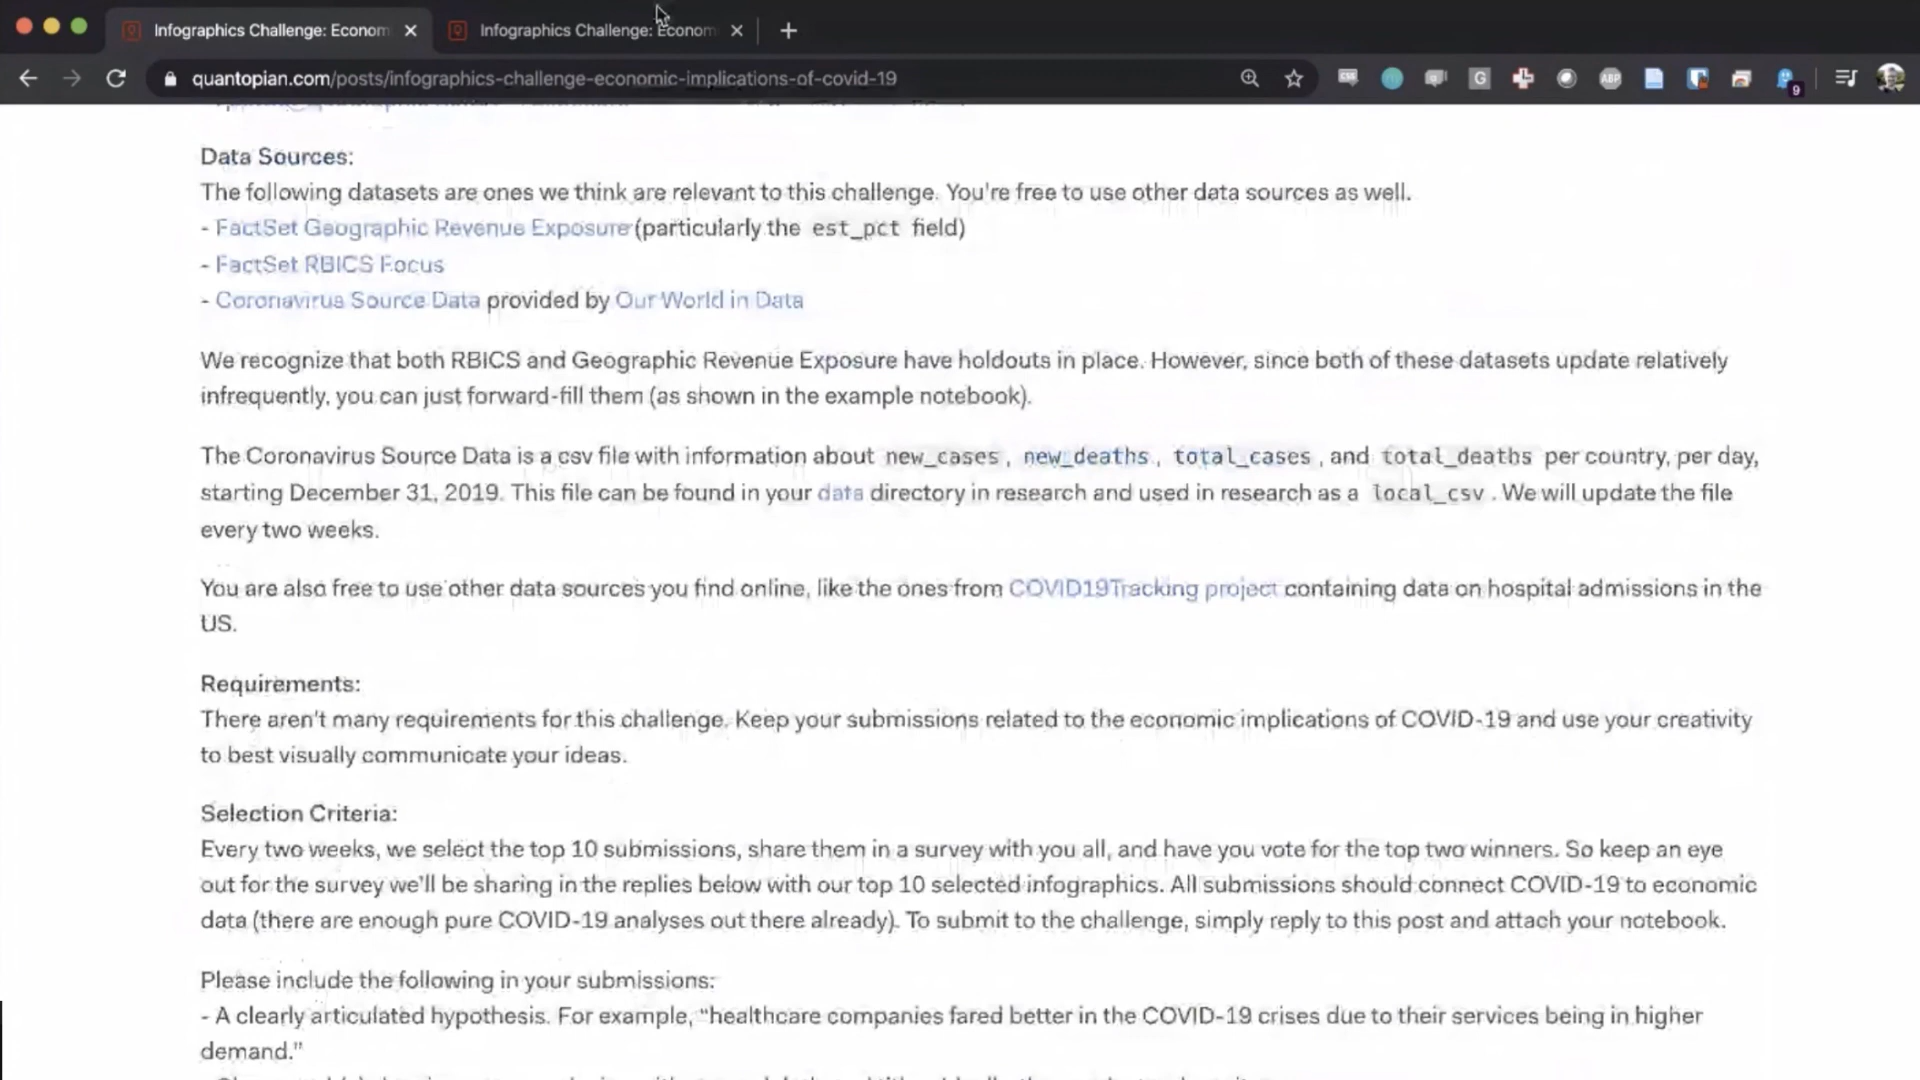 Infographics Challenge: Econom
Infographics Challenge: Econom
quantopian.com/posts/infographics-challenge-economic-implications-of-covid-19
G
ABP
9
Data Sources:
The following datasets are ones we think are relevant to this challenge. You're free to use other data sources as well.
- FactSet Geographic Revenue Exposure (particularly the est_pct field)
- FactSet RBICS Focus
- Coronavirus Source Data provided by Our World in Data
We recognize that both RBICS and Geographic Revenue Exposure have holdouts in place. However, since both of these datasets update relatively
infrequently, you can just forward-fill them (as shown in the example notebook).
The Coronavirus Source Data is a csv file with information about new_cases, new_deaths, total_cases, and total_deaths per country, per day,
starting December 31, 2019. This file can be found in your data directory in research and used in research as a local_csv. We will update the file
every two weeks.
You are also free to use other data sources you find online, like the ones from COVID19Tracking project containing data on hospital admissions in the
US.
Requirements:
There aren't many requirements for this challenge. Keep your submissions related to the economic implications of COVID-19 and use your creativity
to best visually communicate your ideas.
Selection Criteria:
Every two weeks, we select the top 10 submissions, share them in a survey with you all, and have you vote for the top two winners. So keep an eye
out for the survey we'll be sharing in the replies below with our top 10 selected infographics. All submissions should connect COVID-19 to economic
data (there are enough pure COVID-19 analyses out there already). To submit to the challenge, simply reply to this post and attach your notebook.
Please include the following in your submissions:
- A clearly articulated hypothesis. For example, "healthcare companies fared better in the COVID-19 crises due to their services being in higher
demand."